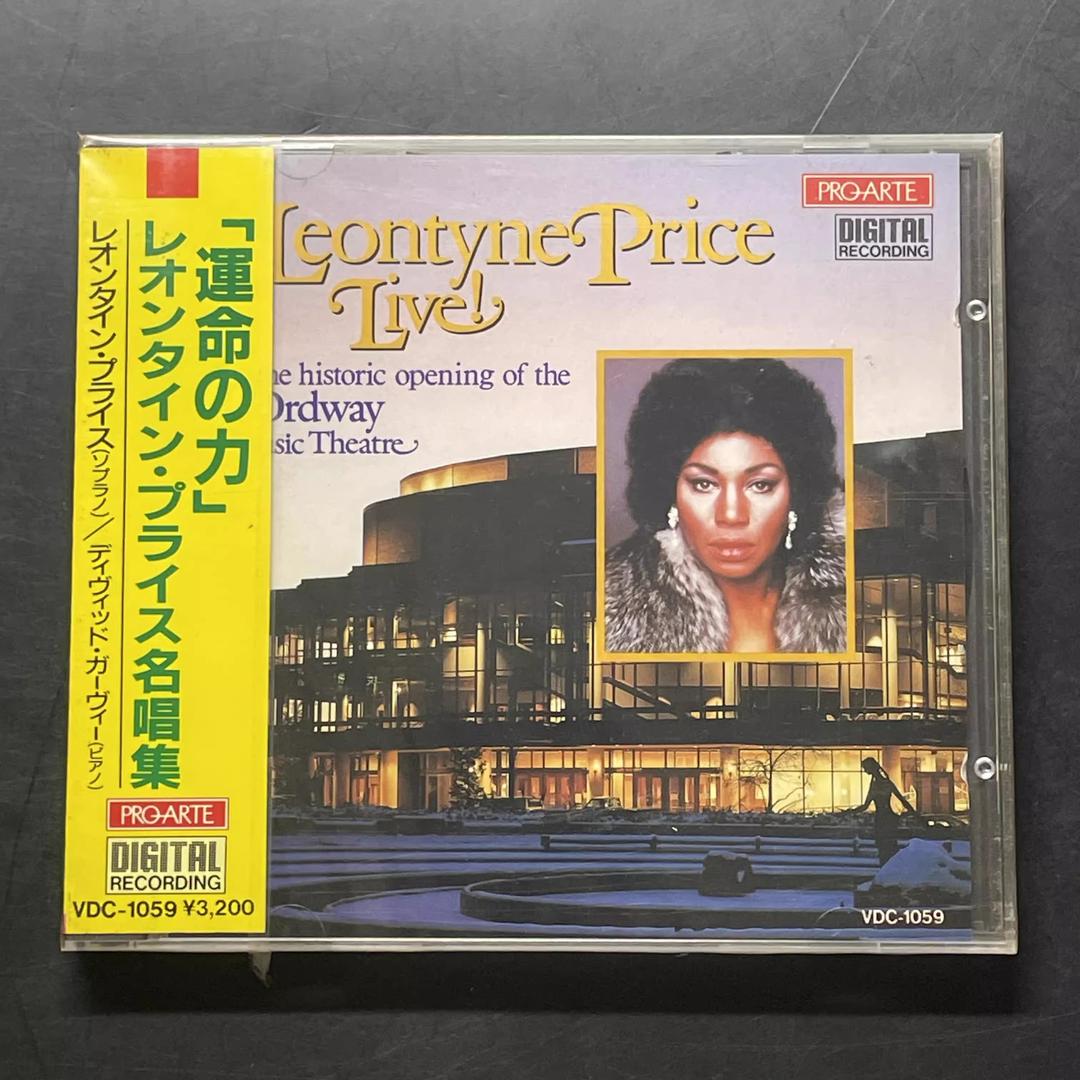 「運命の力」
レオンタイン・プライス名唱集
レオンタイン・プライス(ソプラノ)／デイヴィッド・ガーヴィー(ピアノ)
PRO-ARTE
DIGITAL
RECORDING
VDC-1059 ¥3,200
Leontyne Price
Live!
historic opening of the
Ordway
Theatre
PRO-ARTE
DIGITAL
RECORDING
VDC-1059